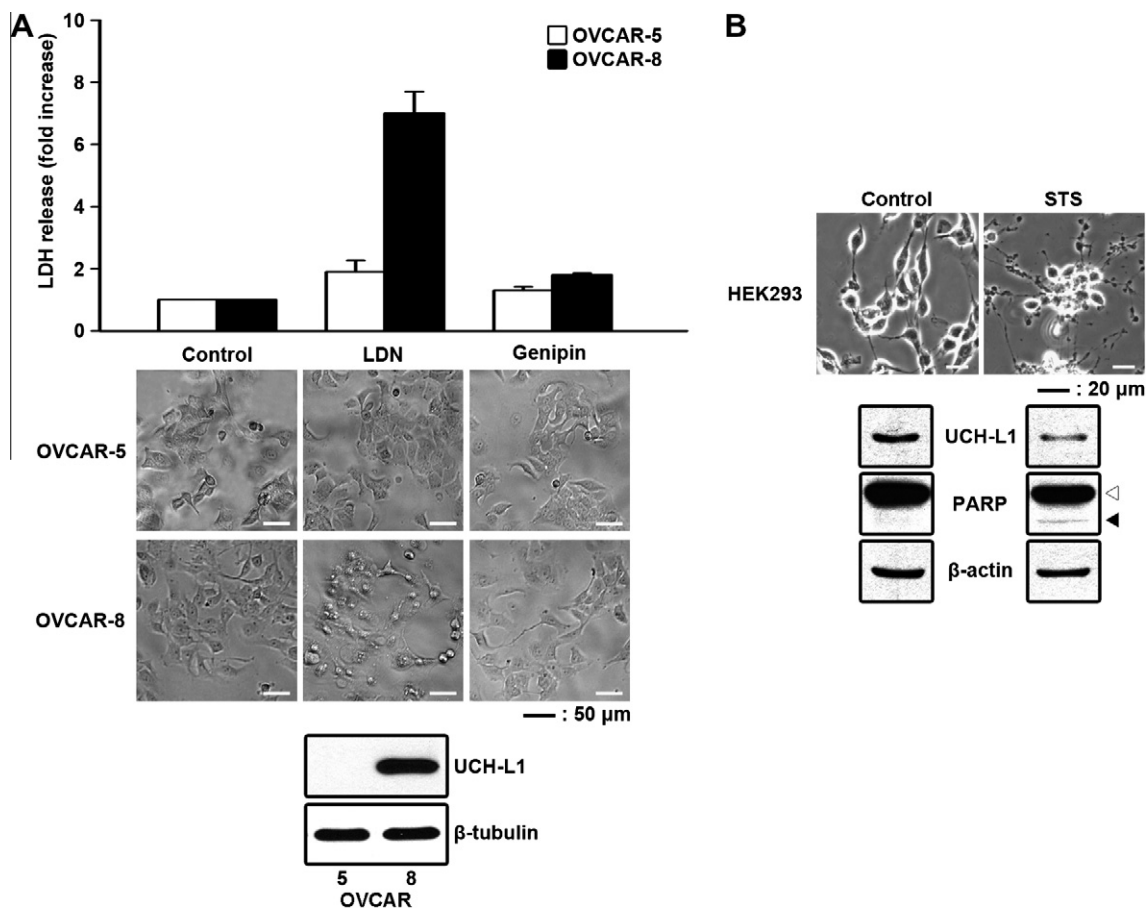 A
LDH release (fold increase)
10
8
6
4
2
0
OVCAR-5
OVCAR-8
Control
LDN
Genipin
OVCAR-5
OVCAR-8
: 50 µm
UCH-L1
β-tubulin
5 8
OVCAR
B
Control
STS
HEK293
: 20 µm
UCH-L1
PARP
β-actin